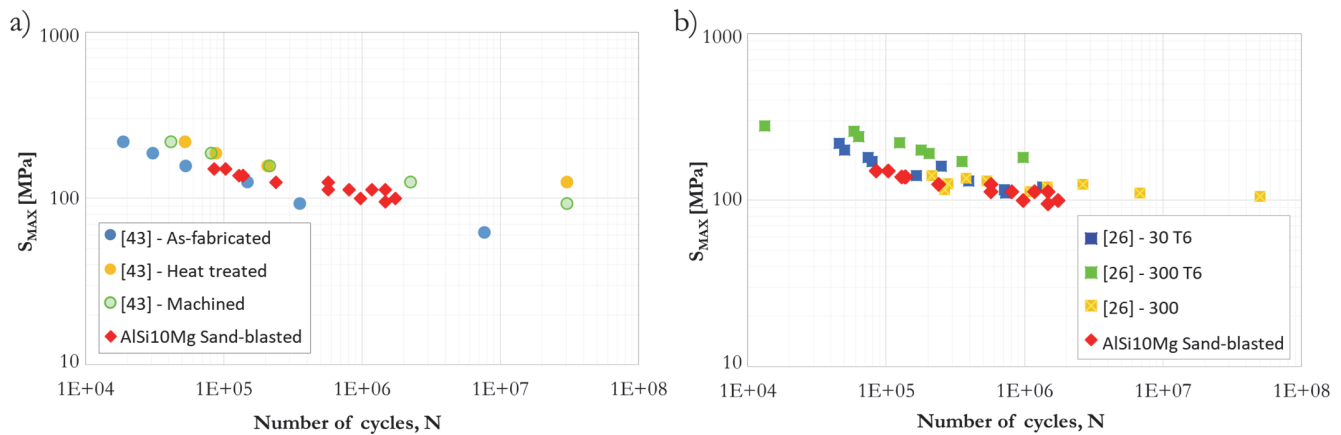 a)
1000
100
10
S_MAX [MPa]
[43] - As-fabricated
[43] - Heat treated
[43] - Machined
AlSi10Mg Sand-blasted
1E+04 1E+05 1E+06 1E+07 1E+08
Number of cycles, N
b)
1000
100
10
S_MAX [MPa]
[26] - 30 T6
[26] - 300 T6
[26] - 300
AlSi10Mg Sand-blasted
1E+04 1E+05 1E+06 1E+07 1E+08
Number of cycles, N